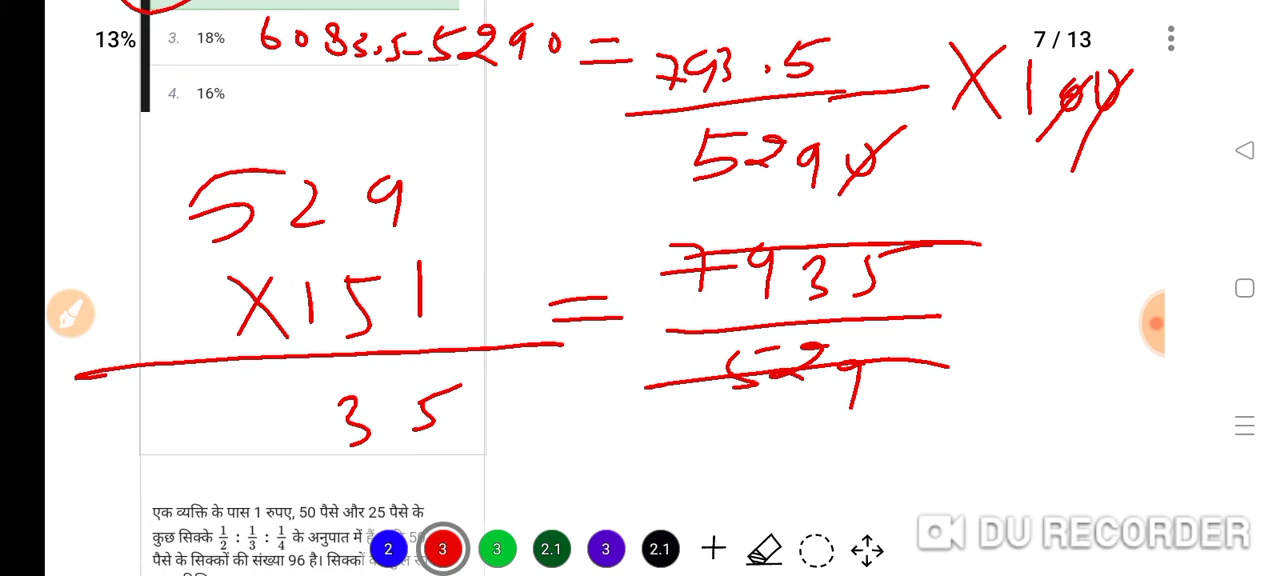 13%
3. 18%
6083.5-5290 = 793.5 / 5290 X 100
7 / 13
4. 16%
529
X151
35
= 7935 / 529
एक व्यक्ति के पास 1 रुपए, 50 पैसे और 25 पैसे के
कुछ सिक्के 1/2 : 1/3 : 1/4 के अनुपात में
पैसे के सिक्कों की संख्या 96 है। सिक्कों
2 3 3 2.1 3 2.1
DU RECORDER